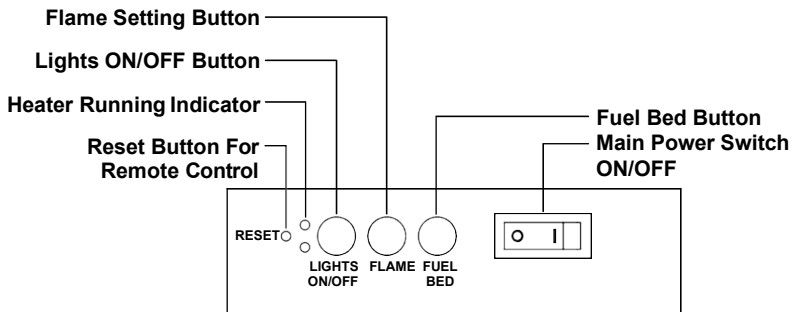 Flame Setting Button
Lights ON/OFF Button
Heater Running Indicator
Reset Button For
Remote Control
Fuel Bed Button
Main Power Switch
ON/OFF
RESET
LIGHTS
ON/OFF
FLAME
FUEL
BED
O I